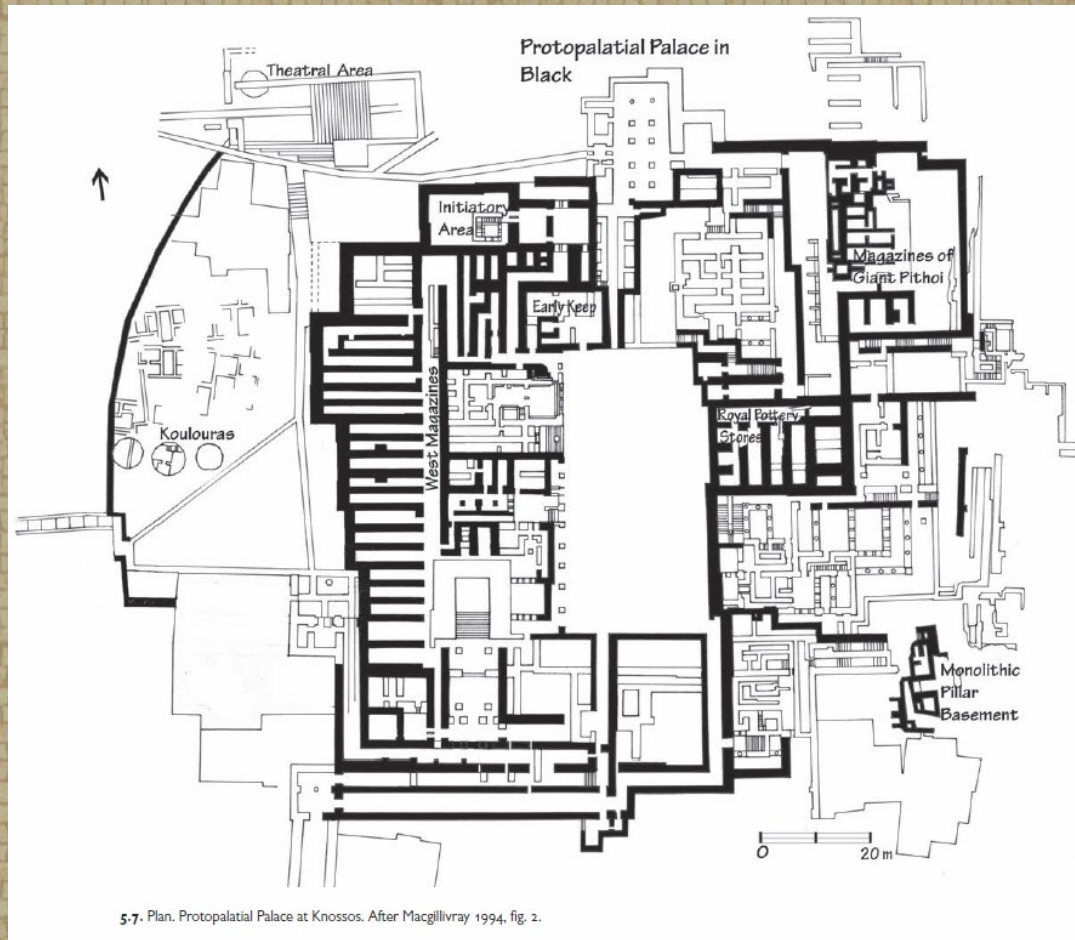 Protopalatial Palace in
Black
Theatral Area
Initiatory
Area
Magazines of
Giant Pithoi
Early Keep
West Magazines
Royal Pottery
Stores
Koulouras
Monolithic
Pillar
Basement
0
20 m
5.7. Plan. Protopalatial Palace at Knossos. After Macgillivray 1994, fig. 2.